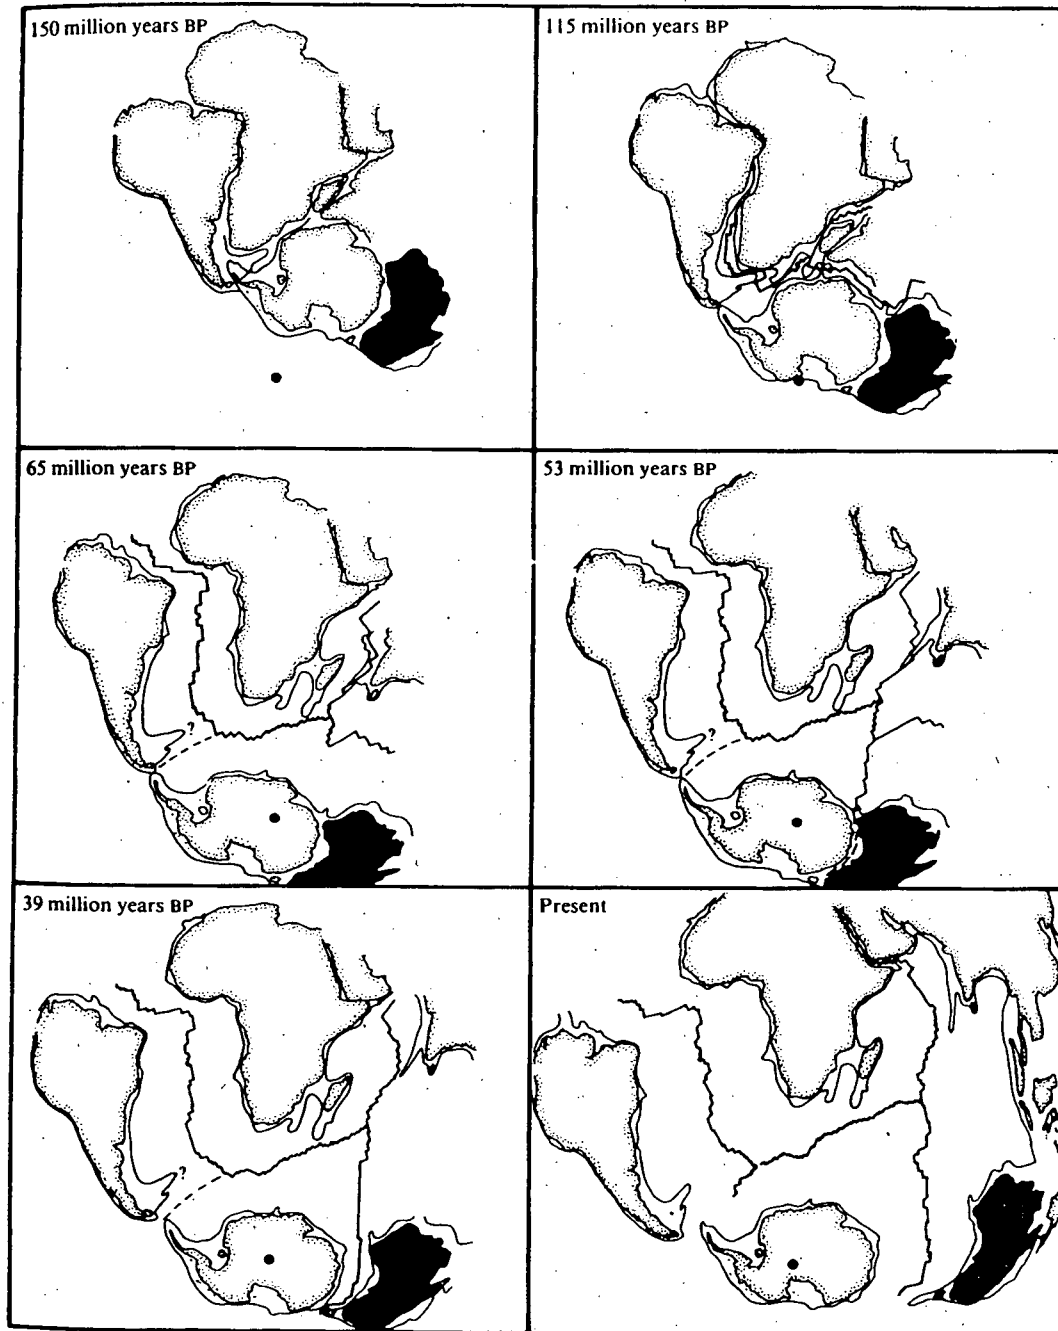 150 million years BP
115 million years BP
65 million years BP
53 million years BP
?
?
39 million years BP
Present
?